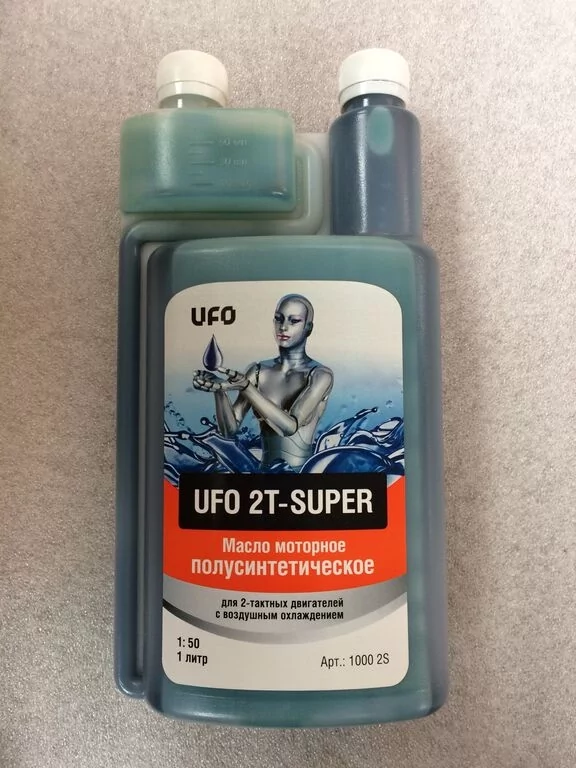 UFO
UFO 2T-SUPER
Масло моторное
полусинтетическое
для 2-тактных двигателей
с воздушным охлаждением
1: 50
1 литр
Арт.: 1000 2S